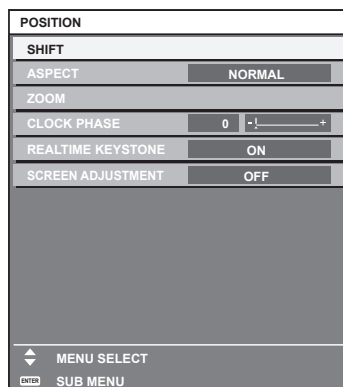 POSITION
SHIFT
ASPECT NORMAL
ZOOM
CLOCK PHASE 0 - +
REALTIME KEYSTONE ON
SCREEN ADJUSTMENT OFF
MENU SELECT
ENTER SUB MENU